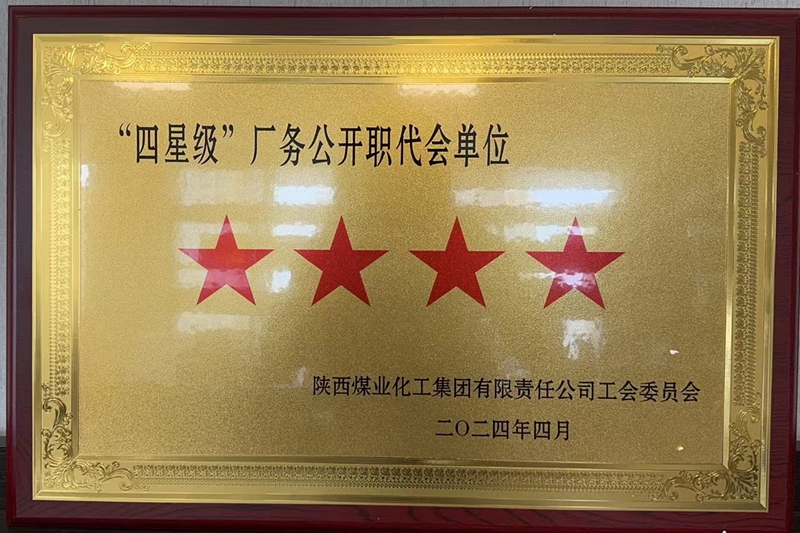 “四星级”厂务公开职代会单位
陕西煤业化工集团有限责任公司工会委员会
二〇二四年四月